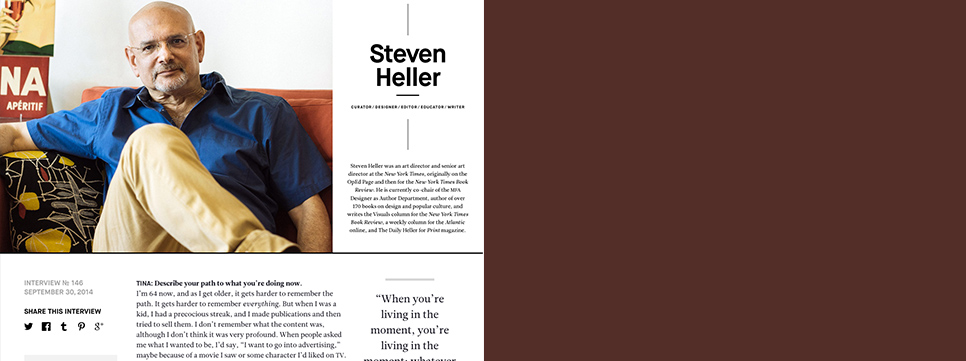 NA
APÉRITIF
Steven
Heller
CURATOR / DESIGNER / EDITOR / EDUCATOR / WRITER
Steven Heller was an art director and senior art
director at the New York Times, originally on the
OpEd Page and then for the New York Times Book
Review. He is currently co-chair of the MFA
Designer as Author Department, author of over
170 books on design and popular culture, and
writes the Visuals column for the New York Times
Book Review, a weekly column for the Atlantic
online, and The Daily Heller for Print magazine.
INTERVIEW № 146
SEPTEMBER 30, 2014
SHARE THIS INTERVIEW
TINA: Describe your path to what you're doing now.
I'm 64 now, and as I get older, it gets harder to remember the
path. It gets harder to remember everything. But when I was a
kid, I had a precocious streak, and I made publications and then
tried to sell them. I don't remember what the content was,
although I don't think it was very profound. When people asked
me what I wanted to be, I'd say, "I want to go into advertising,"
maybe because of a movie I saw or some character I'd liked on TV.
"When you're
living in the
moment, you're
living in the
moment; whatever